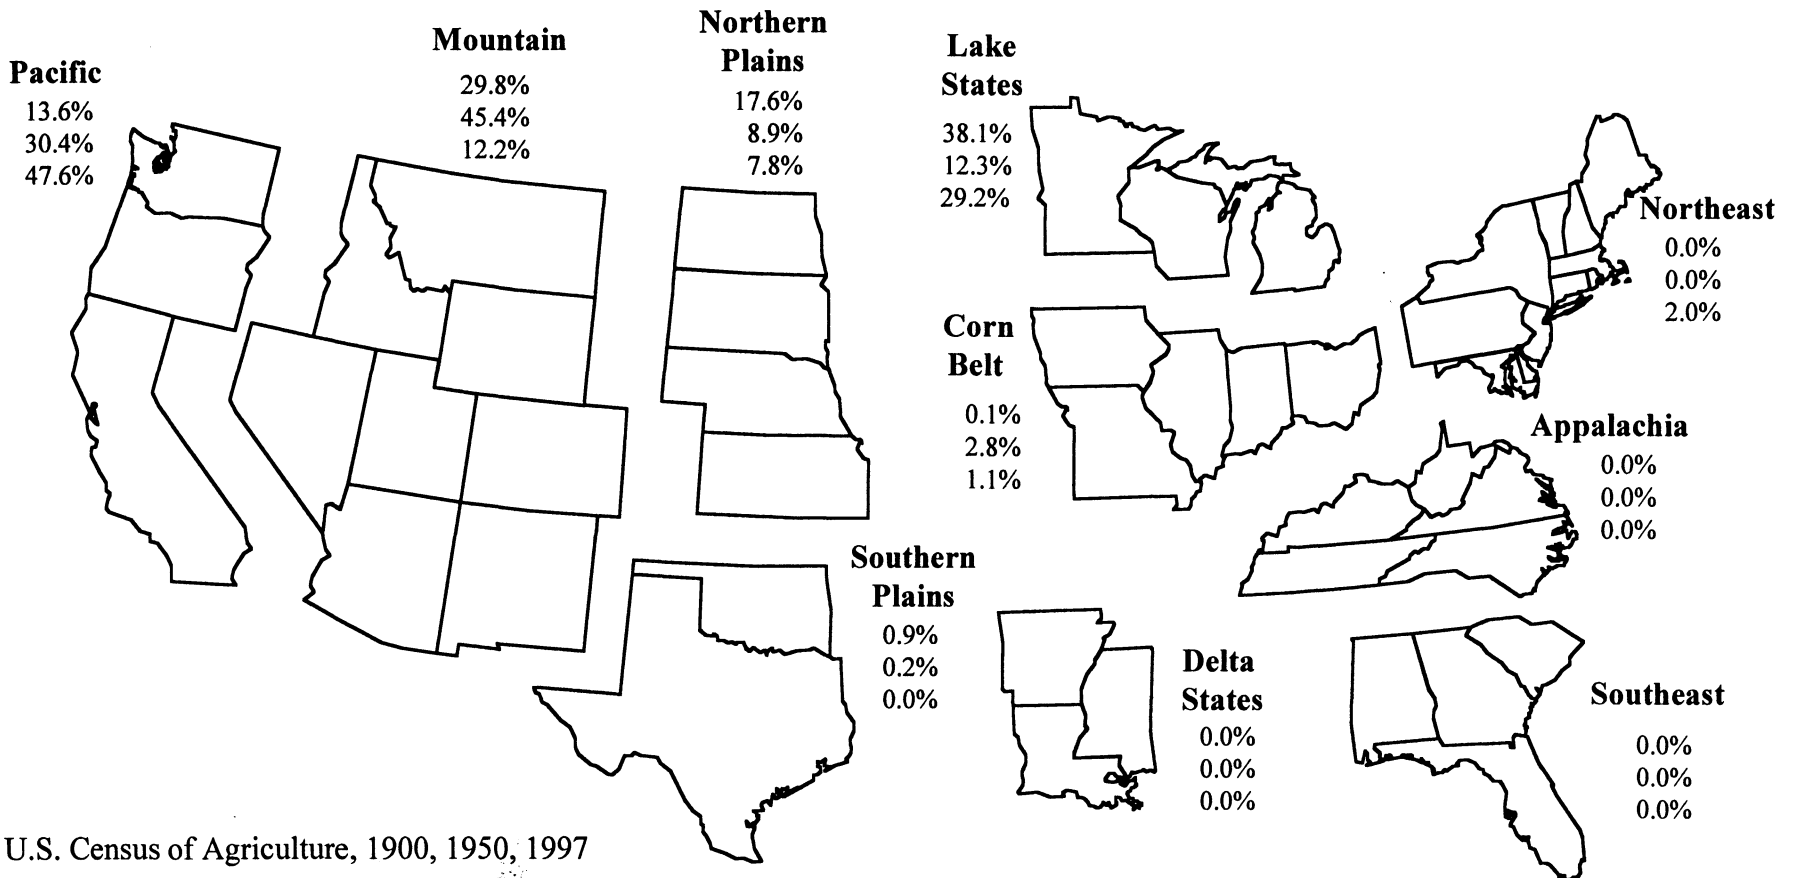 Pacific
13.6%
30.4%
47.6%
Mountain
29.8%
45.4%
12.2%
Northern
Plains
17.6%
8.9%
7.8%
Lake
States
38.1%
12.3%
29.2%
Northeast
0.0%
0.0%
2.0%
Corn
Belt
0.1%
2.8%
1.1%
Appalachia
0.0%
0.0%
0.0%
Southern
Plains
0.9%
0.2%
0.0%
Delta
States
0.0%
0.0%
0.0%
Southeast
0.0%
0.0%
0.0%
U.S. Census of Agriculture, 1900, 1950, 1997